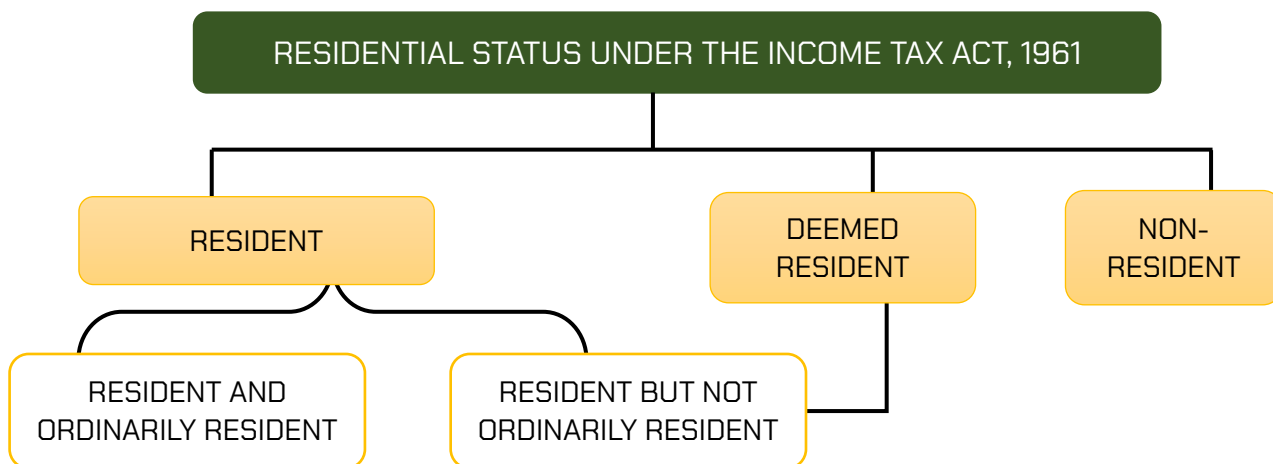 RESIDENTIAL STATUS UNDER THE INCOME TAX ACT, 1961
RESIDENT
DEEMED
RESIDENT
NON-
RESIDENT
RESIDENT AND
ORDINARILY RESIDENT
RESIDENT BUT NOT
ORDINARILY RESIDENT